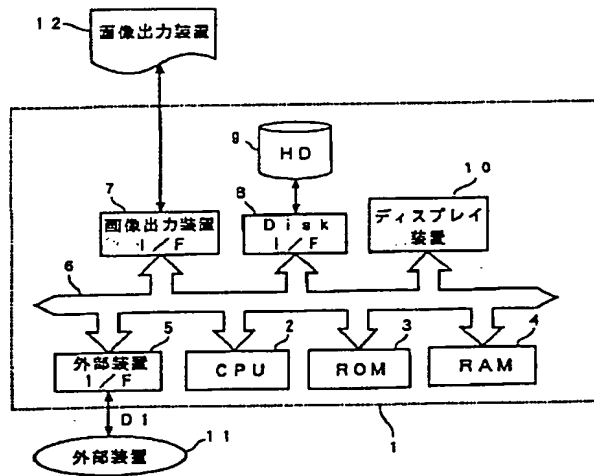 12
画像出力装置
9
HD
10
7
画像出力装置
I/F
8
Disk
I/F
ディスプレイ
装置
6
5
外部装置
I/F
2
CPU
3
ROM
4
RAM
D1
1
11
外部装置